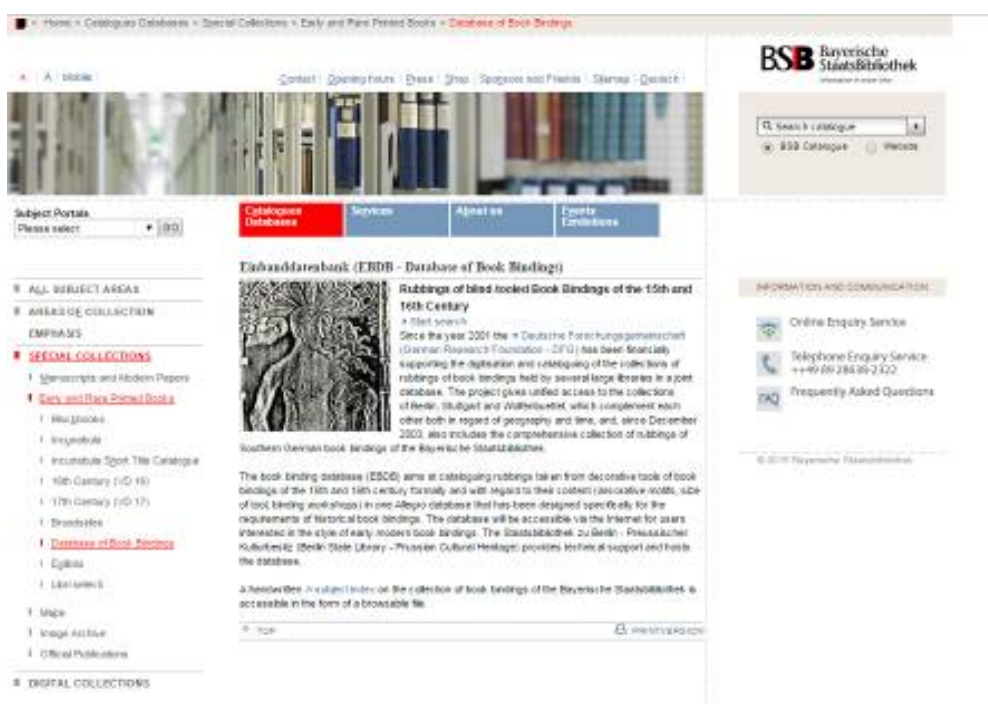 Home » Catalogues Databases » Special Collections » Early and Rare Printed Books » Database of Book Bindings
A A Mobile
Contact Opening hours Press Shop Sponsors and Friends Sitemap Deutsch
BSB Bayerische
StaatsBibliothek
Search catalogue
BSB Catalogue Website
Subject Portals
Please select GO
Catalogues
Databases
Services
About us
Events
Exhibitions
ALL SUBJECT AREAS
AREAS OF COLLECTION
EMPHASIS
SPECIAL COLLECTIONS
Manuscripts and Modern Papers
Early and Rare Printed Books
Blockbooks
Incunabula
Incunabula Short Title Catalogue
16th Century (VD 16)
17th Century (VD 17)
Broadsides
Database of Book Bindings
Exlibris
Libri selecti
Maps
Image Archive
Official Publications
DIGITAL COLLECTIONS
Einbanddatenbank (EBDB - Database of Book Bindings)
Rubbings of blind-tooled Book Bindings of the 15th and
16th Century
Start search
Since the year 2001 the Deutsche Forschungsgemeinschaft
(German Research Foundation - DFG) has been financially
supporting the digitisation and cataloguing of the collections of
rubbings of book bindings held by several large libraries in a joint
database. The project gives unified access to the collections
of Berlin, Stuttgart and Wolfenbuettel, which complement each
other both in regard of geography and time, and, since December
2003, also includes the comprehensive collection of rubbings of
Southern German book bindings of the Bayerische Staatsbibliothek.
The book binding database (EBDB) aims at cataloguing rubbings taken from decorative tools of book
bindings of the 15th and 16th century formally and with regard to their content (decorative motifs, size
of tool, binding workshops) in one Allegro database that has been designed specifically for the
requirements of historical book bindings. The database will be accessible via the Internet for users
interested in the style of early modern book bindings. The Staatsbibliothek zu Berlin - Preussischer
Kulturbesitz (Berlin State Library - Prussian Cultural Heritage) provides technical support and hosts
the database.
A handwritten subject index on the collection of book bindings of the Bayerische Staatsbibliothek is
accessible in the form of a browsable file.
TOP PRINT VERSION
INFORMATION AND COMMUNICATION
Online Enquiry Service
Telephone Enquiry Service
++49 89 28638-2322
FAQ Frequently Asked Questions
Bayerische Staatsbibliothek